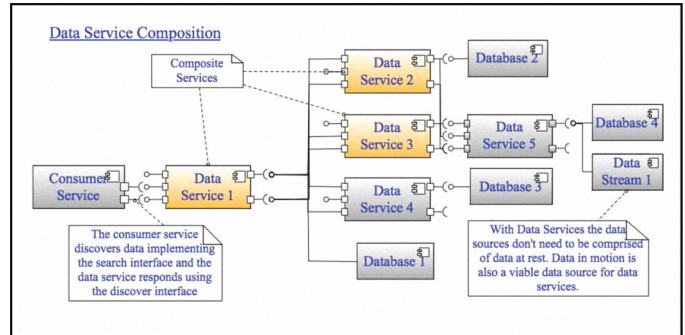 Data Service Composition
Composite
Services
Data
Service 2
Database 2
Data
Service 3
Data
Service 5
Database 4
Consumer
Service
Data
Service 1
Data
Stream 1
Data
Service 4
Database 3
Database 1
The consumer service
discovers data implementing
the search interface and the
data service responds using
the discover interface
With Data Services the data
sources don't need to be comprised
of data at rest. Data in motion is
also a viable data source for data
services.